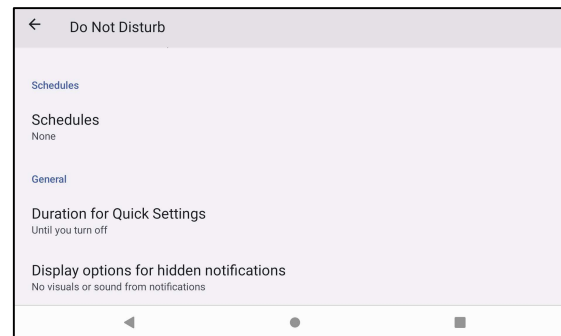 Do Not Disturb
Schedules
Schedules
None
General
Duration for Quick Settings
Until you turn off
Display options for hidden notifications
No visuals or sound from notifications